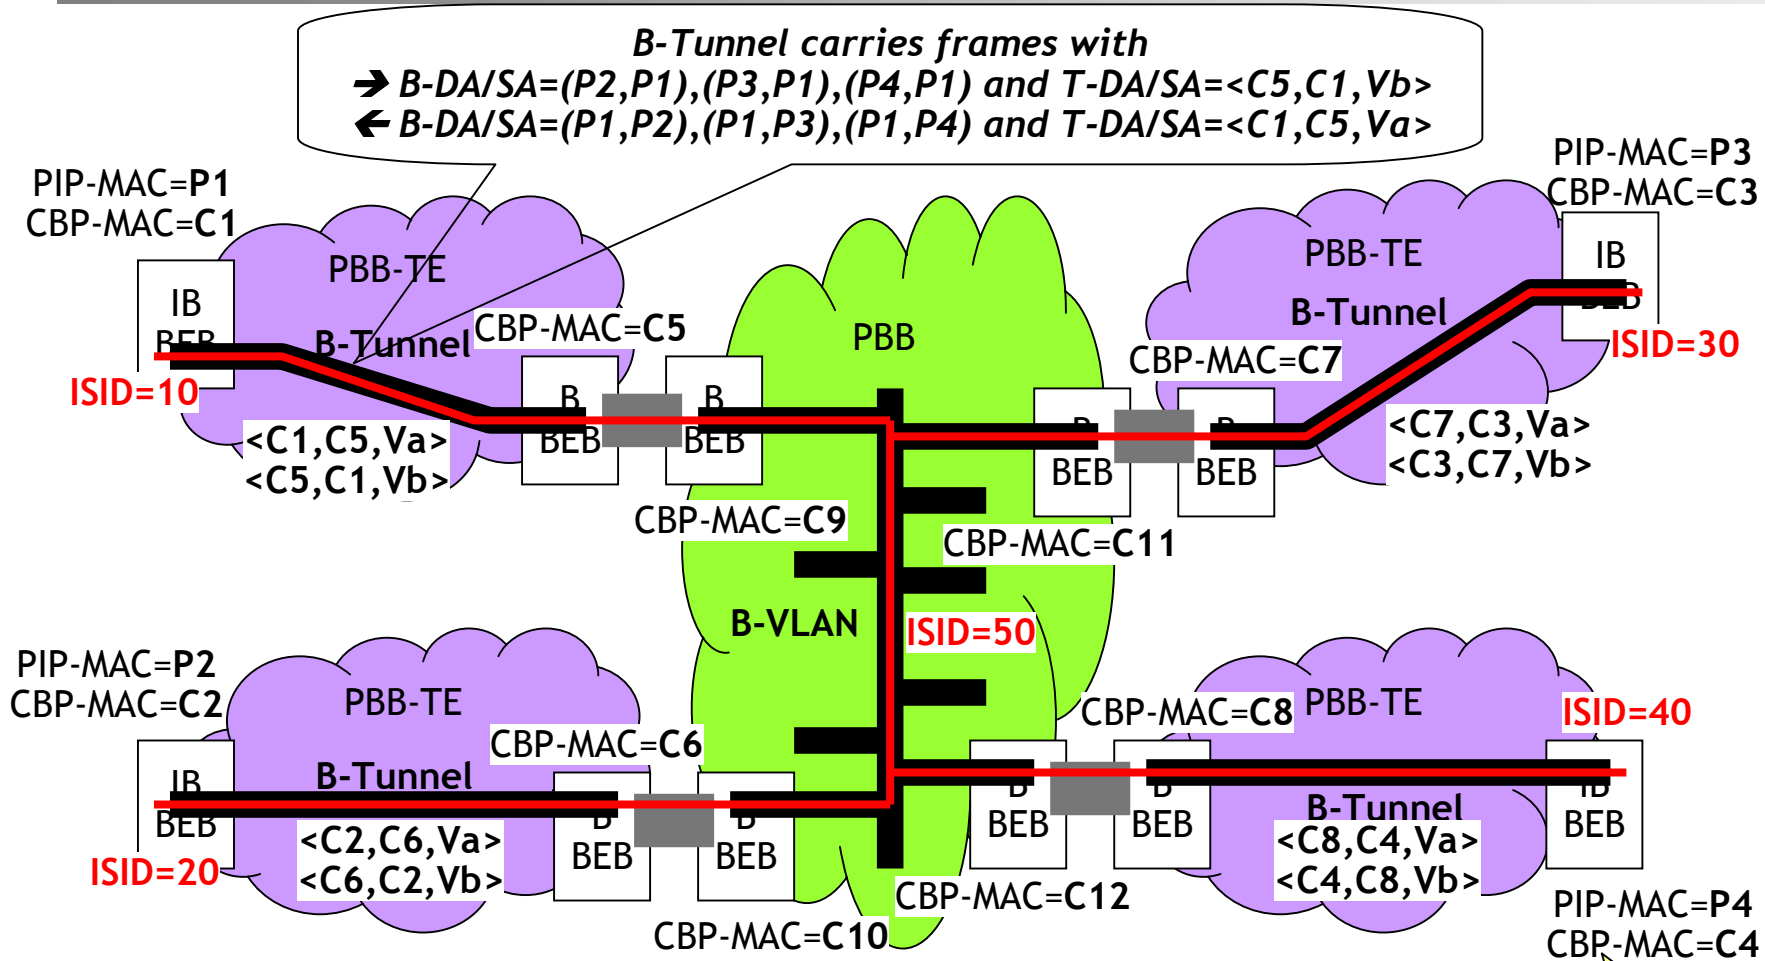 B-Tunnel carries frames with
➔ B-DA/SA=(P2,P1),(P3,P1),(P4,P1) and T-DA/SA=<C5,C1,Vb>
🡨 B-DA/SA=(P1,P2),(P1,P3),(P1,P4) and T-DA/SA=<C1,C5,Va>
PIP-MAC=P1
CBP-MAC=C1
PIP-MAC=P3
CBP-MAC=C3
PBB-TE
IB
BEB
B-Tunnel
ISID=10
<C1,C5,Va>
<C5,C1,Vb>
CBP-MAC=C5
B
BEB
B
BEB
CBP-MAC=C9
PBB
PBB-TE
IB
BEB
B-Tunnel
ISID=30
CBP-MAC=C7
B
BEB
BEB
<C7,C3,Va>
<C3,C7,Vb>
CBP-MAC=C11
B-VLAN
ISID=50
PIP-MAC=P2
CBP-MAC=C2
PBB-TE
IB
BEB
B-Tunnel
ISID=20
<C2,C6,Va>
<C6,C2,Vb>
CBP-MAC=C6
B
BEB
B
BEB
CBP-MAC=C10
CBP-MAC=C8
PBB-TE
ISID=40
B
BEB
B
BEB
B-Tunnel
<C8,C4,Va>
<C4,C8,Vb>
IB
BEB
CBP-MAC=C12
PIP-MAC=P4
CBP-MAC=C4